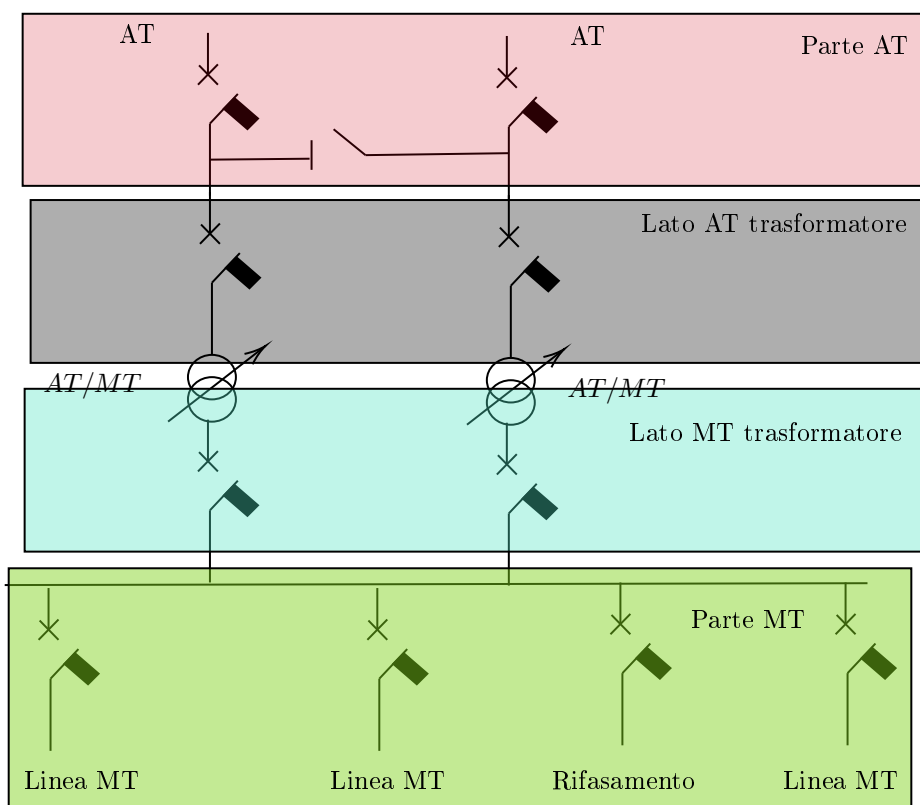 AT
AT
Parte AT
Lato AT trasformatore
AT/MT
AT/MT
Lato MT trasformatore
Parte MT
Linea MT
Linea MT
Rifasamento
Linea MT